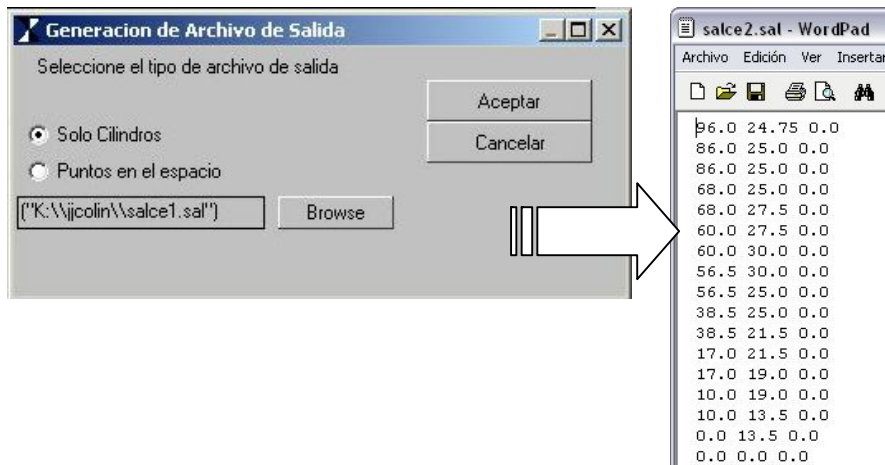 Generacion de Archivo de Salida
Seleccione el tipo de archivo de salida
Aceptar
Solo Cilindros
Cancelar
Puntos en el espacio
("K:\\jjcolin\\salce1.sal")
Browse
salce2.sal - WordPad
Archivo Edición Ver Insertar
96.0 24.75 0.0
86.0 25.0 0.0
86.0 25.0 0.0
68.0 25.0 0.0
68.0 27.5 0.0
60.0 27.5 0.0
60.0 30.0 0.0
56.5 30.0 0.0
56.5 25.0 0.0
38.5 25.0 0.0
38.5 21.5 0.0
17.0 21.5 0.0
17.0 19.0 0.0
10.0 19.0 0.0
10.0 13.5 0.0
0.0 13.5 0.0
0.0 0.0 0.0